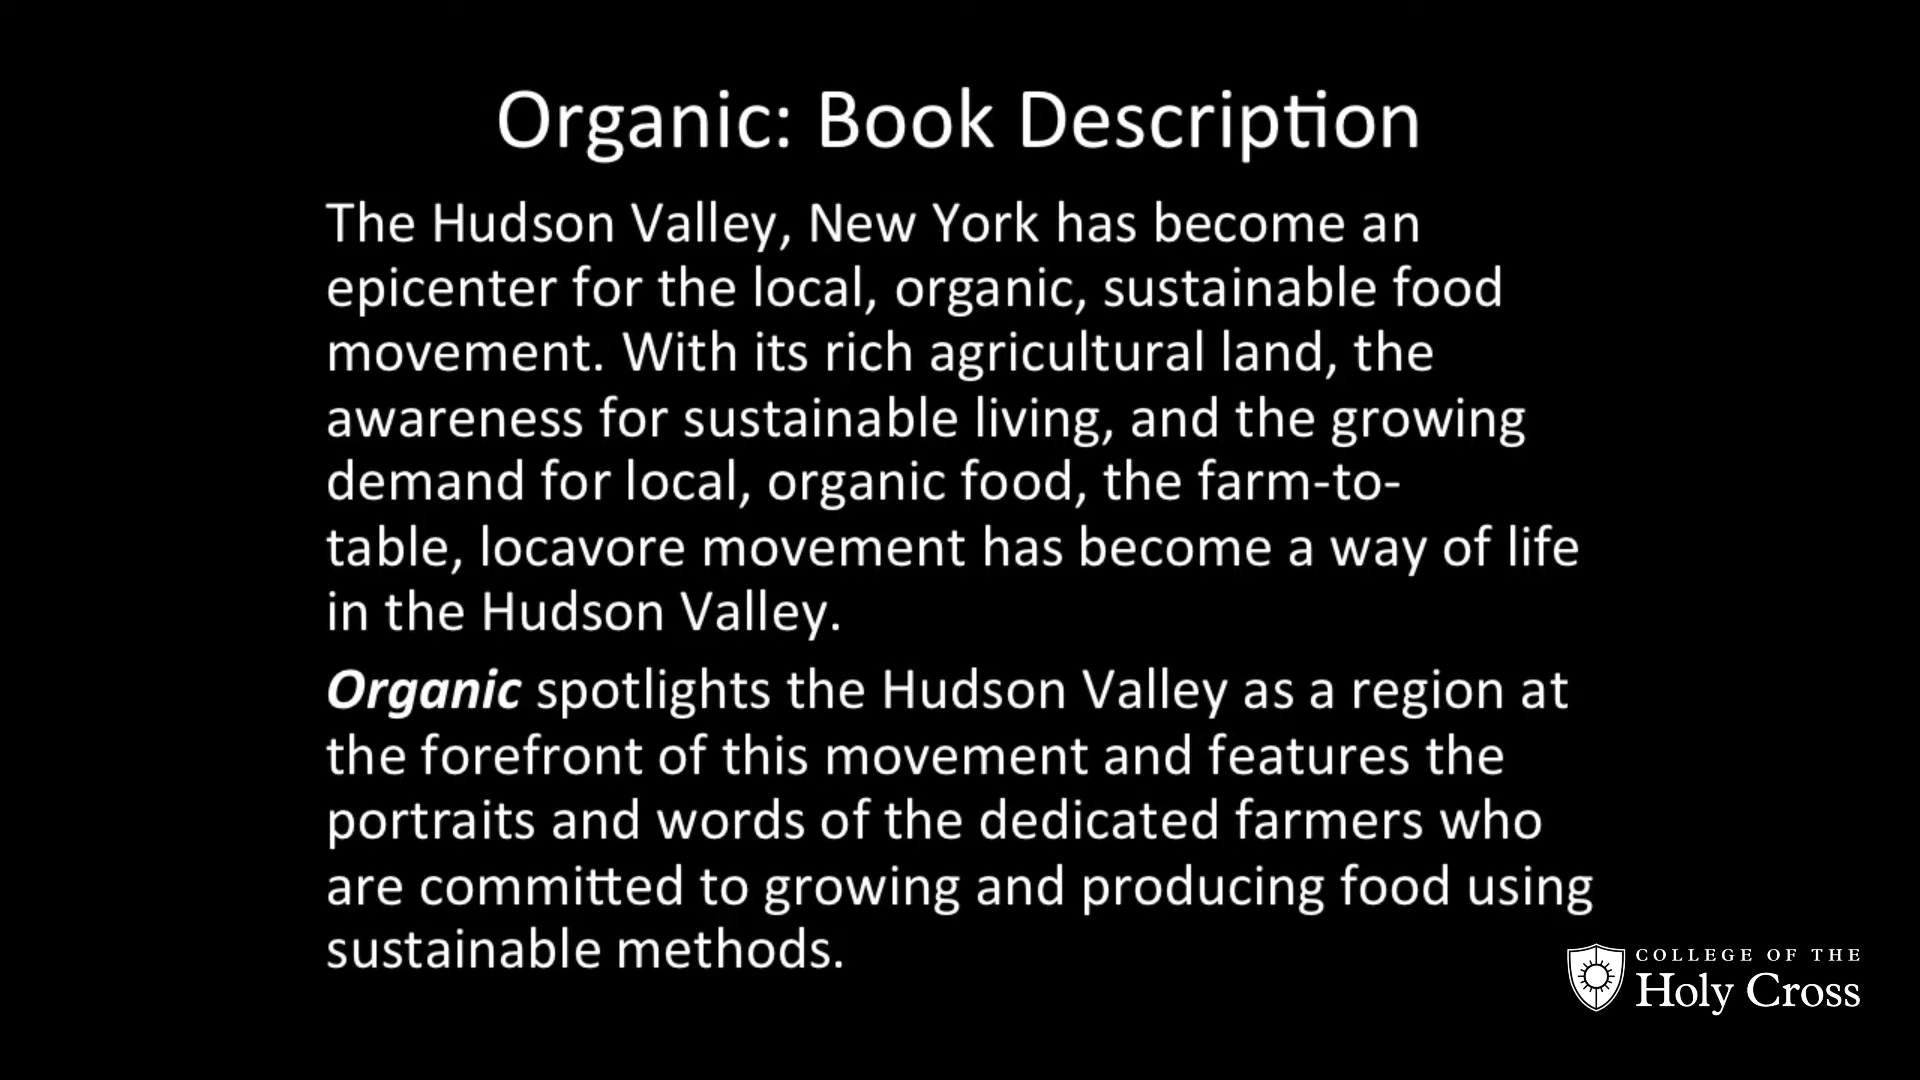 Organic: Book Description
The Hudson Valley, New York has become an
epicenter for the local, organic, sustainable food
movement. With its rich agricultural land, the
awareness for sustainable living, and the growing
demand for local, organic food, the farm-to-
table, locavore movement has become a way of life
in the Hudson Valley.
Organic spotlights the Hudson Valley as a region at
the forefront of this movement and features the
portraits and words of the dedicated farmers who
are committed to growing and producing food using
sustainable methods.
COLLEGE OF THE
Holy Cross